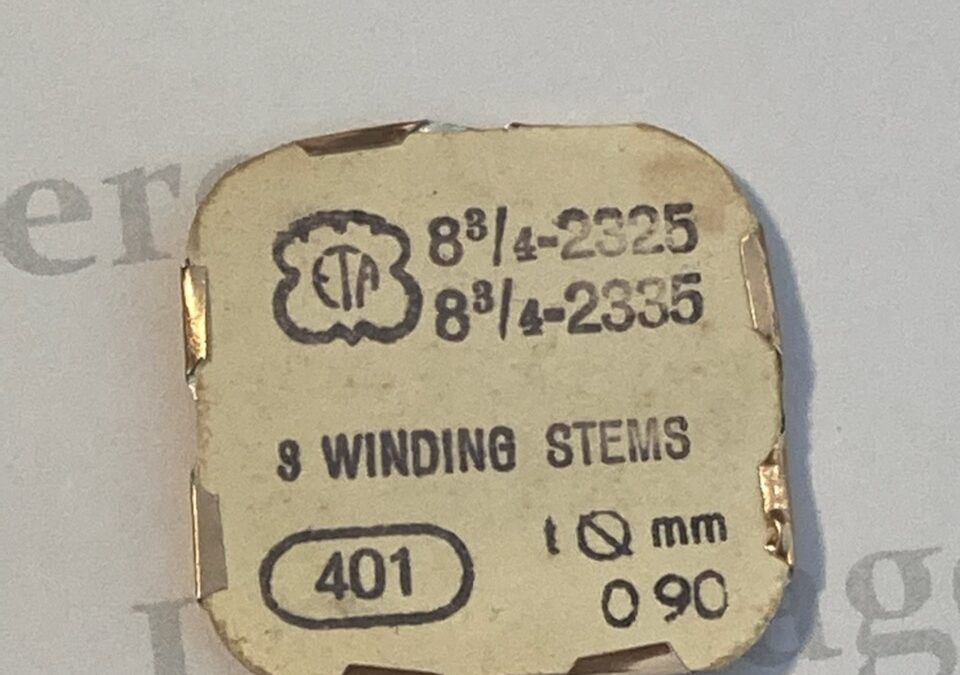 ETA
8¾-2325
8¾-2335
3 WINDING STEMS
401
t Ø mm
0 90